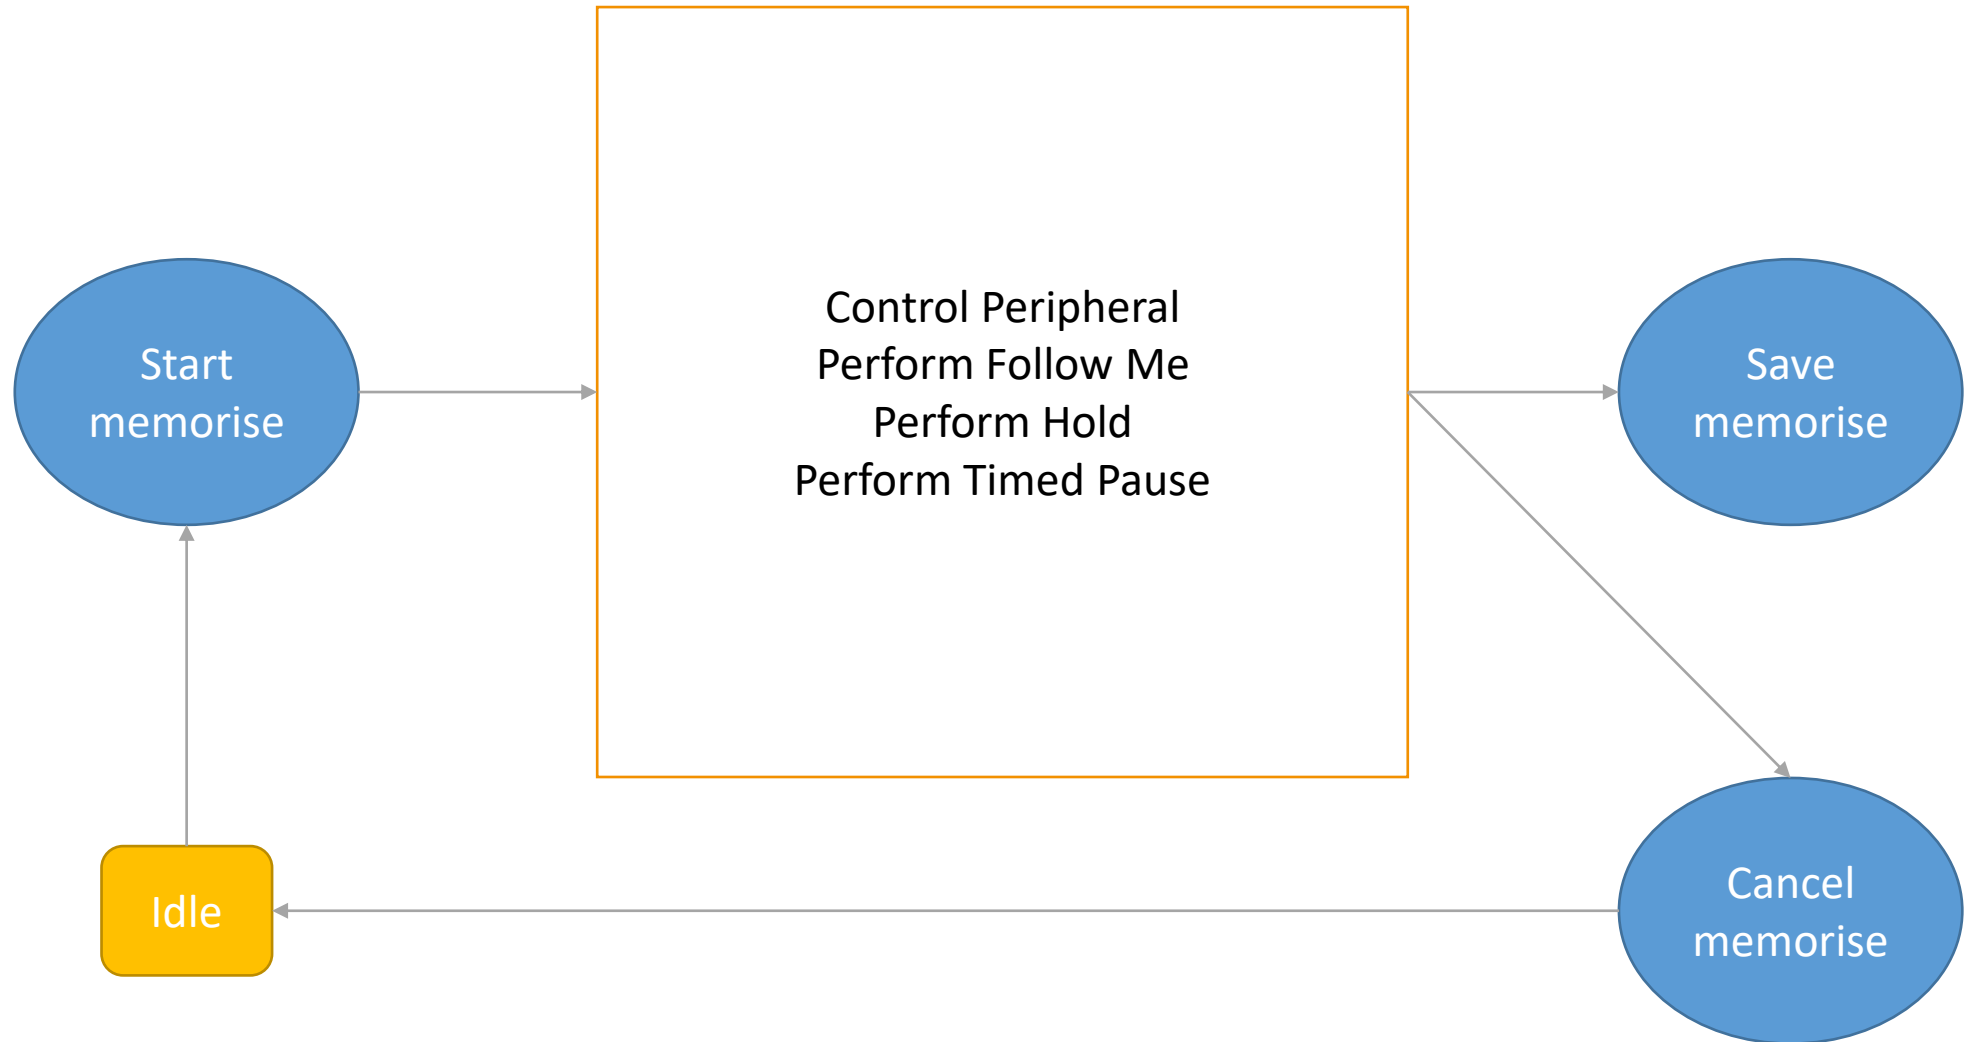 Start
memorise
Control Peripheral
Perform Follow Me
Perform Hold
Perform Timed Pause
Save
memorise
Idle
Cancel
memorise